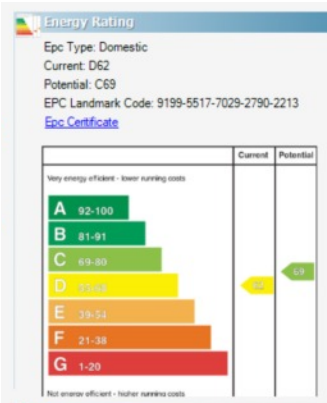 Energy Rating
Epc Type: Domestic
Current: D62
Potential: C69
EPC Landmark Code: 9199-5517-7029-2790-2213
Epc Certificate
Current Potential
Very energy efficient - lower running costs
A 92-100
B 81-91
C 69-80
69
D
E 39-54
F 21-38
G 1-20
Not energy efficient - higher running costs